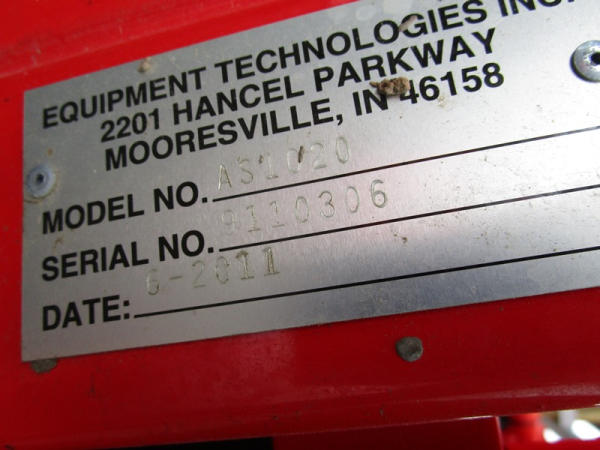 EQUIPMENT TECHNOLOGIES INC.
2201 HANCEL PARKWAY
MOORESVILLE, IN 46158
MODEL NO. AS1020
SERIAL NO. 9110306
DATE: 6-2011